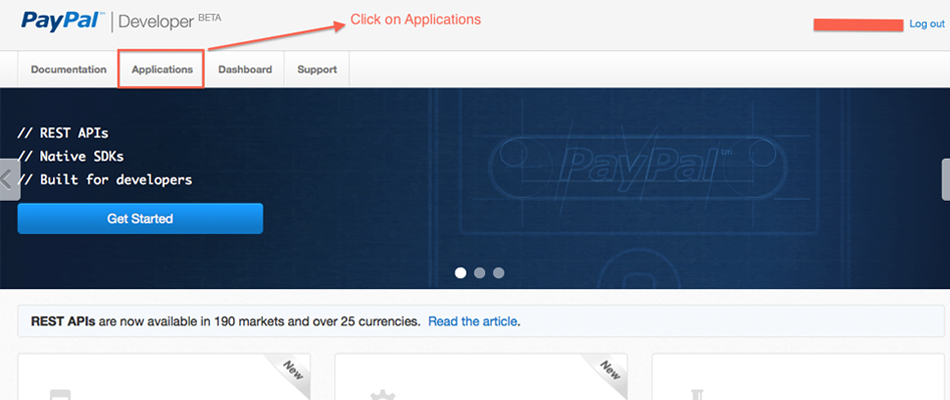 PayPal™ | Developer BETA
Click on Applications
Log out
Documentation Applications Dashboard Support
// REST APIs
// Native SDKs
// Built for developers
PayPal™
Get Started
REST APIs are now available in 190 markets and over 25 currencies. Read the article.
New New